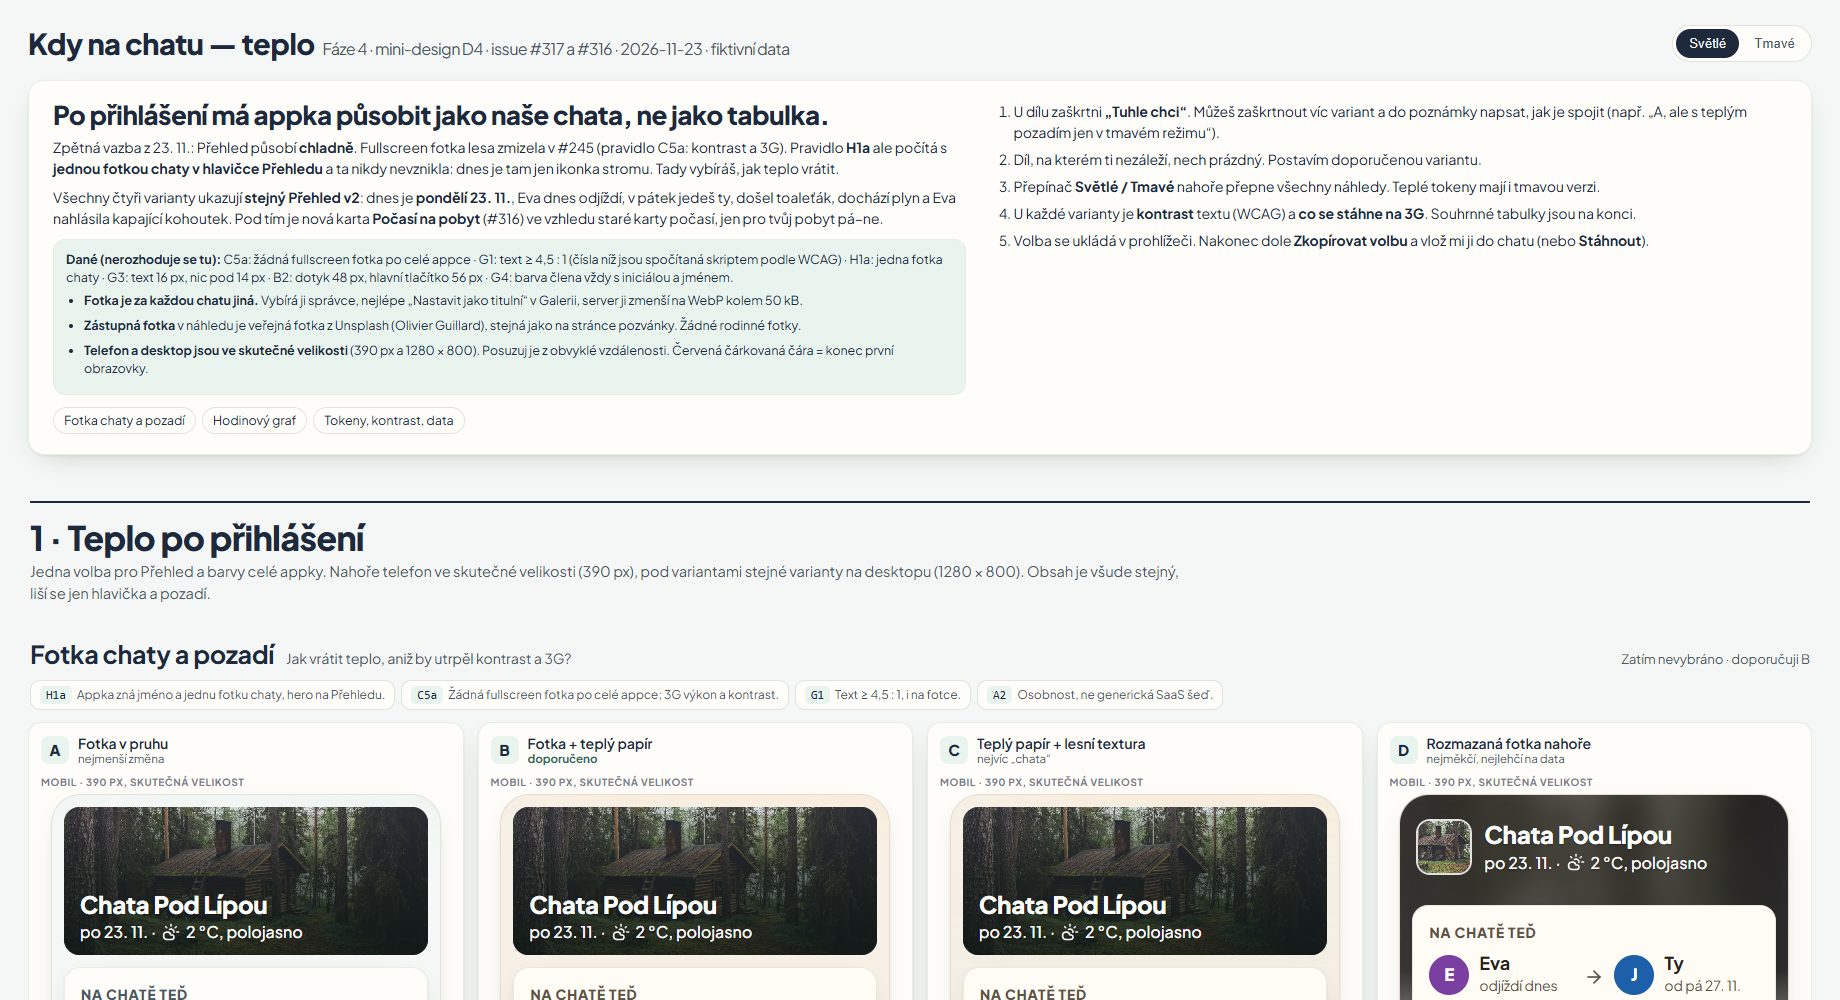 Kdy na chatu — teplo Fáze 4 · mini-design D4 · issue #317 a #316 · 2026-11-23 · fiktivní data
Světlé Tmavé
Po přihlášení má appka působit jako naše chata, ne jako tabulka.
Zpětná vazba z 23. 11.: Přehled působí chladně. Fullscreen fotka lesa zmizela v #245 (pravidlo C5a: kontrast a 3G). Pravidlo H1a ale počítá s
jednou fotkou chaty v hlavičce Přehledu a ta nikdy nevznikla: dnes je tam jen ikonka stromu. Tady vybíráš, jak teplo vrátit.
Všechny čtyři varianty ukazují stejný Přehled v2: dnes je pondělí 23. 11., Eva dnes odjíždí, v pátek jedeš ty, došel toaleťák, dochází plyn a Eva
nahlásila kapající kohoutek. Pod tím je nová karta Počasí na pobyt (#316) ve vzhledu staré karty počasí, jen pro tvůj pobyt pá–ne.
Dané (nerozhoduje se tu): C5a: žádná fullscreen fotka po celé appce · G1: text ≥ 4,5 : 1 (čísla níž jsou spočítaná skriptem podle WCAG) · H1a: jedna fotka
chaty · G3: text 16 px, nic pod 14 px · B2: dotyk 48 px, hlavní tlačítko 56 px · G4: barva člena vždy s iniciálou a jménem.
• Fotka je za každou chatu jiná. Vybírá ji správce, nejlépe „Nastavit jako titulní“ v Galerii, server ji zmenší na WebP kolem 50 kB.
• Zástupná fotka v náhledu je veřejná fotka z Unsplash (Olivier Guillard), stejná jako na stránce pozvánky. Žádné rodinné fotky.
• Telefon a desktop jsou ve skutečné velikosti (390 px a 1280 × 800). Posuzuj je z obvyklé vzdálenosti. Červená čárkovaná čára = konec první
obrazovky.
Fotka chaty a pozadí Hodinový graf Tokeny, kontrast, data
1. U dílu zaškrtni „Tuhle chci“. Můžeš zaškrtnout víc variant a do poznámky napsat, jak je spojit (např. „A, ale s teplým
pozadím jen v tmavém režimu“).
2. Díl, na kterém ti nezáleží, nech prázdný. Postavím doporučenou variantu.
3. Přepínač Světlé / Tmavé nahoře přepne všechny náhledy. Teplé tokeny mají i tmavou verzi.
4. U každé varianty je kontrast textu (WCAG) a co se stáhne na 3G. Souhrnné tabulky jsou na konci.
5. Volba se ukládá v prohlížeči. Nakonec dole Zkopírovat volbu a vlož mi ji do chatu (nebo Stáhnout).
1 · Teplo po přihlášení
Jedna volba pro Přehled a barvy celé appky. Nahoře telefon ve skutečné velikosti (390 px), pod variantami stejné varianty na desktopu (1280 × 800). Obsah je všude stejný,
liší se jen hlavička a pozadí.
Fotka chaty a pozadí Jak vrátit teplo, aniž by utrpěl kontrast a 3G? Zatím nevybráno · doporučuji B
H1a Appka zná jméno a jednu fotku chaty, hero na Přehledu. C5a Žádná fullscreen fotka po celé appce; 3G výkon a kontrast. G1 Text ≥ 4,5 : 1, i na fotce. A2 Osobnost, ne generická SaaS šeď.
A Fotka v pruhu
nejmenší změna
MOBIL · 390 PX, SKUTEČNÁ VELIKOST
Chata Pod Lípou
po 23. 11. · 2 °C, polojasno
NA CHATĚ TEĎ
B Fotka + teplý papír
doporučeno
MOBIL · 390 PX, SKUTEČNÁ VELIKOST
Chata Pod Lípou
po 23. 11. · 2 °C, polojasno
NA CHATĚ TEĎ
C Teplý papír + lesní textura
nejvíc „chata“
MOBIL · 390 PX, SKUTEČNÁ VELIKOST
Chata Pod Lípou
po 23. 11. · 2 °C, polojasno
NA CHATĚ TEĎ
D Rozmazaná fotka nahoře
nejměkčí, nejlehčí na data
MOBIL · 390 PX, SKUTEČNÁ VELIKOST
Chata Pod Lípou
po 23. 11. · 2 °C, polojasno
NA CHATĚ TEĎ
E Eva → J Ty
odjíždí dnes od pá 27. 11.